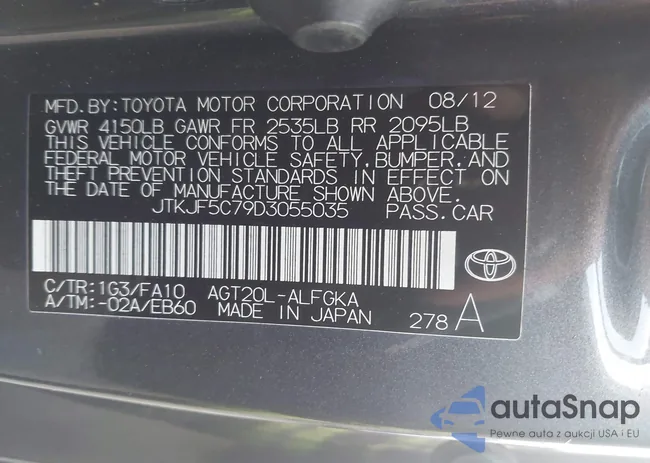 MFD.BY:TOYOTA MOTOR CORPORATION 08/12
GVWR 4150LB GAWR FR 2535LB RR 2095LB
THIS VEHICLE CONFORMS TO ALL APPLICABLE
FEDERAL MOTOR VEHICLE SAFETY,BUMPER,AND
THEFT PREVENTION STANDARDS IN EFFECT ON
THE DATE OF MANUFACTURE SHOWN ABOVE.
JTKJF5C79D3055035 PASS.CAR
C/TR:1G3/FA10 AGT20L-ALFGKA
A/TM:-02A/EB60 MADE IN JAPAN 278 A
autaSnap
Pewne auta z aukcji USA i EU